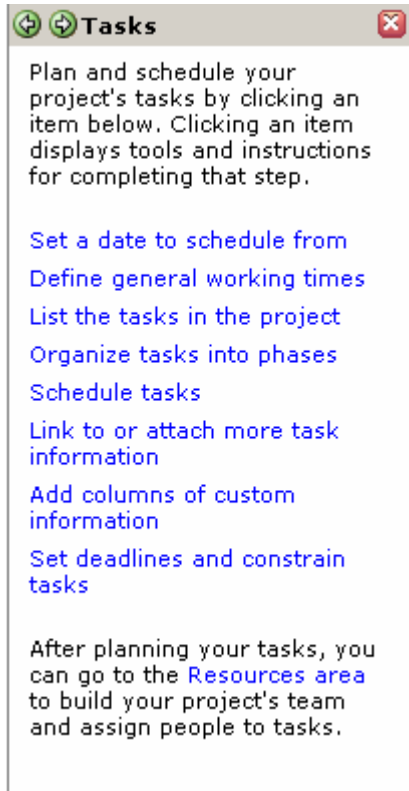 Tasks
Plan and schedule your
project's tasks by clicking an
item below. Clicking an item
displays tools and instructions
for completing that step.
Set a date to schedule from
Define general working times
List the tasks in the project
Organize tasks into phases
Schedule tasks
Link to or attach more task
information
Add columns of custom
information
Set deadlines and constrain
tasks
After planning your tasks, you
can go to the Resources area
to build your project's team
and assign people to tasks.